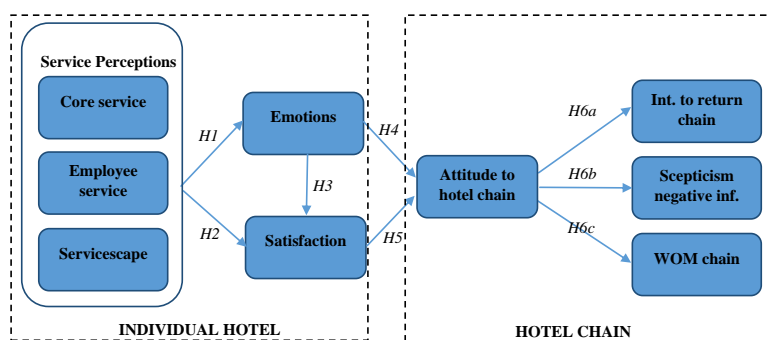 Service Perceptions
Core service
Employee
service
Servicescape
H1
H2
Emotions
H3
Satisfaction
H4
H5
Attitude to
hotel chain
H6a
H6b
H6c
Int. to return
chain
Scepticism
negative inf.
WOM chain
INDIVIDUAL HOTEL
HOTEL CHAIN